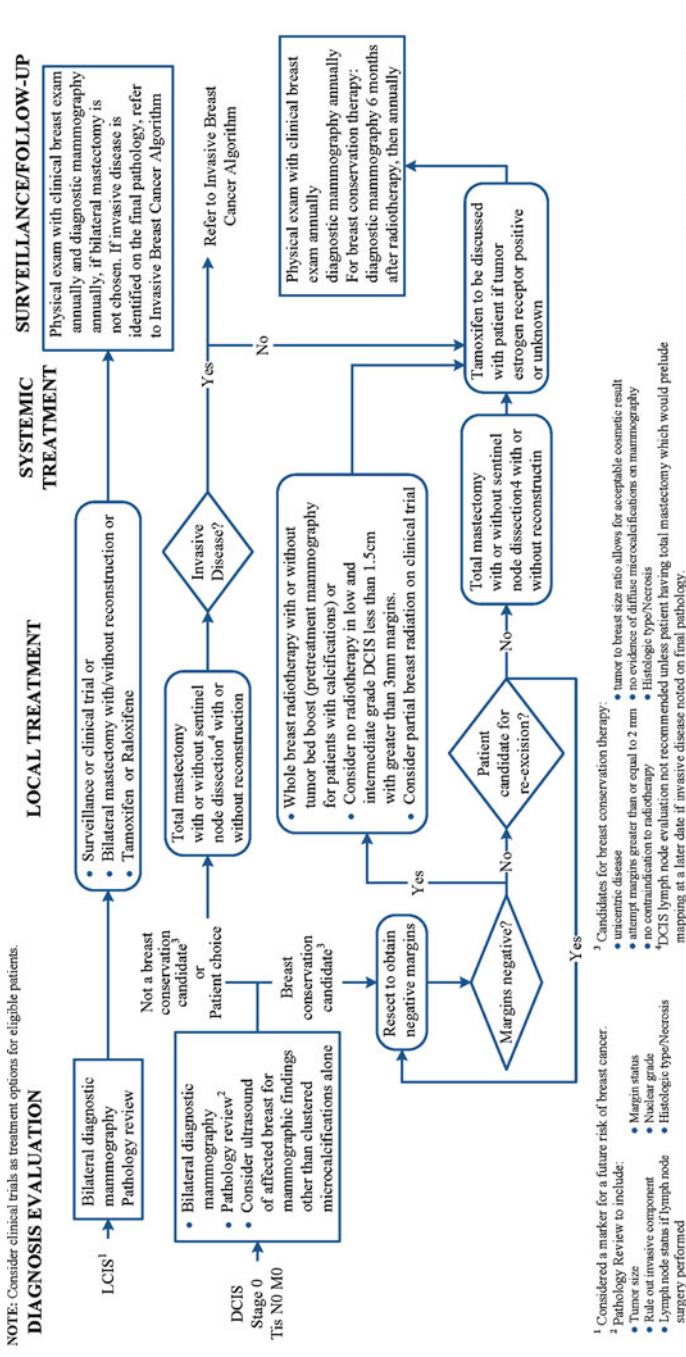 NOTE: Consider clinical trials as treatment options for eligible patients.
DIAGNOSIS EVALUATION
LOCAL TREATMENT
SYSTEMIC
TREATMENT
SURVEILLANCE/FOLLOW-UP
LCIS1
Bilateral diagnostic
mammography
Pathology review
• Surveillance or clinical trial or
• Bilateral mastectomy with/without reconstruction or
• Tamoxifen or Raloxifene
Physical exam with clinical breast exam
annually and diagnostic mammography
annually, if bilateral mastectomy is
not chosen. If invasive disease is
identified on the final pathology, refer
to Invasive Breast Cancer Algorithm
DCIS
Stage 0
Tis N0 M0
• Bilateral diagnostic
mammography
• Pathology review2
• Consider ultrasound
of affected breast for
mammographic findings
other than clustered
microcalcifications alone
Not a breast
conservation
candidate3
or
Patient choice
Total mastectomy
with or without sentinel
node dissection4 with or
without reconstruction
Invasive
Disease?
Yes
Refer to Invasive Breast
Cancer Algorithm
No
Breast
conservation
candidate3
Resect to obtain
negative margins
Margins negative?
Yes
• Whole breast radiotherapy with or without
tumor bed boost (pretreatment mammography
for patients with calcifications) or
• Consider no radiotherapy in low and
intermediate grade DCIS less than 1.5cm
with greater than 3mm margins.
• Consider partial breast radiation on clinical trial
No
Patient
candidate for
re-excision?
Yes
No
Total mastectomy
with or without sentinel
node dissection4 with or
without reconstructin
Tamoxifen to be discussed
with patient if tumor
estrogen receptor positive
or unknown
Physical exam with clinical breast
exam annually
diagnostic mammography annually
For breast conservation therapy:
diagnostic mammography 6 months
after radiotherapy, then annually
1 Considered a marker for a future risk of breast cancer.
2 Pathology Review to include:
• Tumor size
• Rule out invasive component
• Lymph node status if lymph node
surgery performed
• Margin status
• Nuclear grade
• Histologic type/Necrosis
3 Candidates for breast conservation therapy:
• unicentric disease
• attempt margins greater than or equal to 2 mm
• no contraindication to radiotherapy
• tumor to breast size ratio allows for acceptable cosmetic result
• no evidence of diffuse microcalcifications on mammography
• Histologic type/Necrosis
4DCIS lymph node evaluation not recommended unless patient having total mastectomy which would prelude
mapping at a later date if invasive disease noted on final pathology.